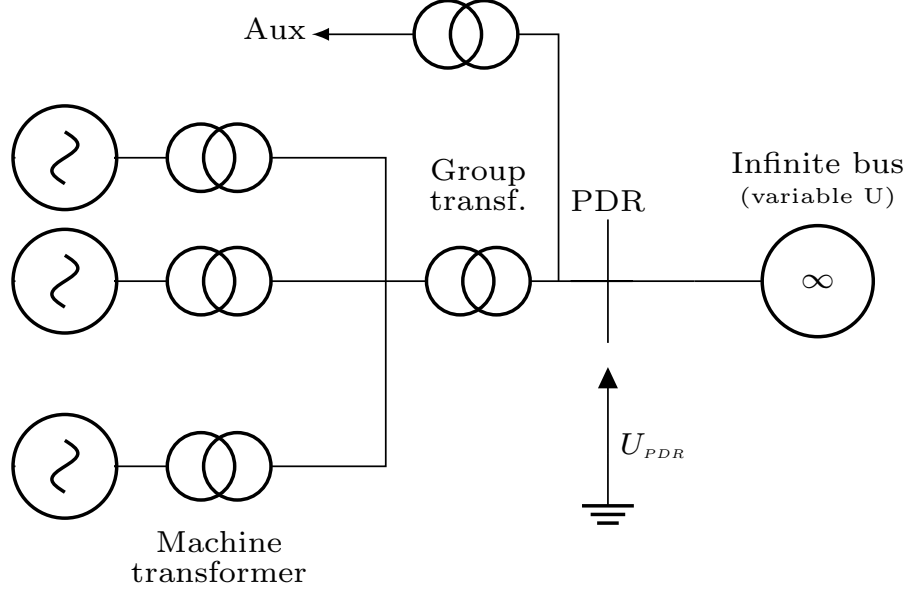 Aux
Group
transf.
PDR
Infinite bus
(variable U)
∞
U_PDR
Machine
transformer